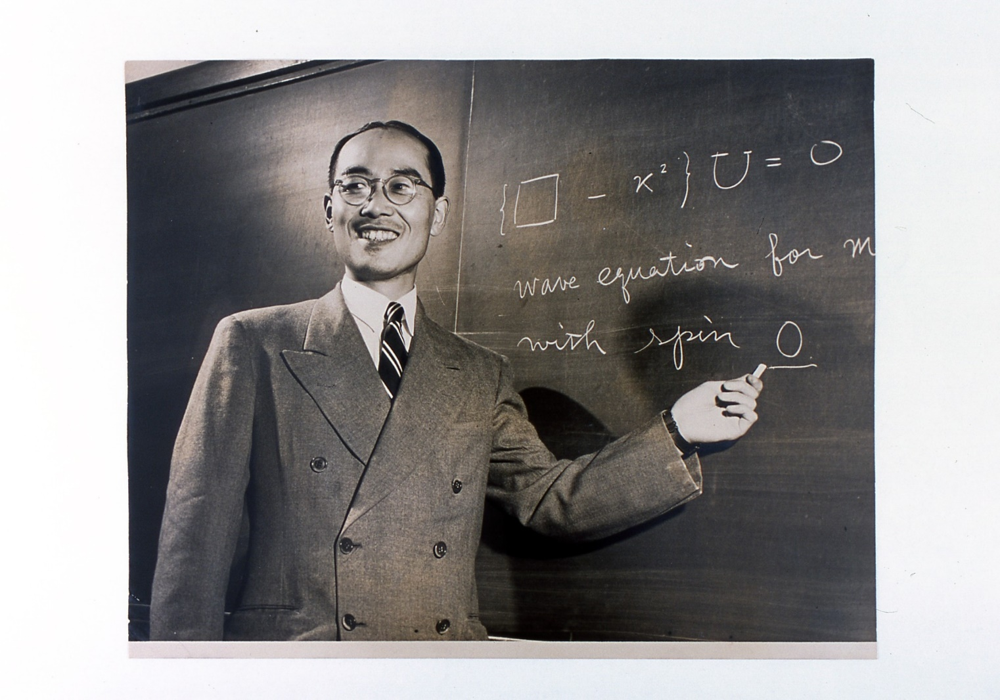 {□ - κ²} U = 0
wave equation for m
with spin 0